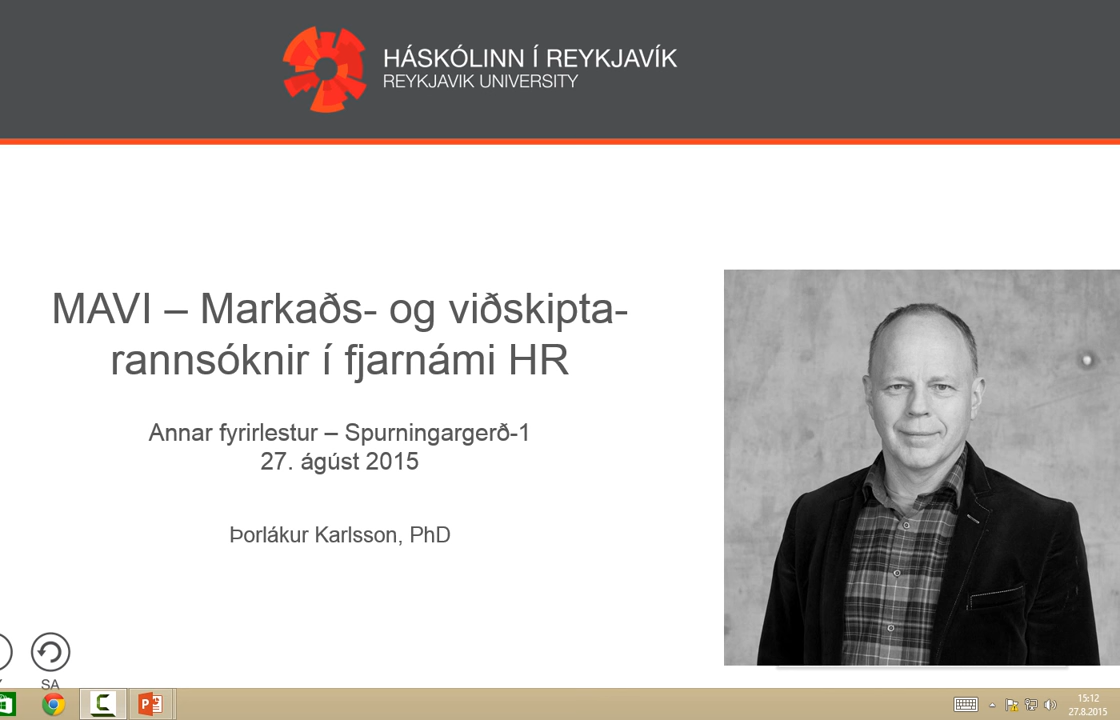 HÁSKÓLINN Í REYKJAVÍK
REYKJAVIK UNIVERSITY
MAVI – Markaðs- og viðskipta-
rannsóknir í fjarnámi HR
Annar fyrirlestur – Spurningargerð-1
27. ágúst 2015
Þorlákur Karlsson, PhD
SA
15:12
27.8.2015